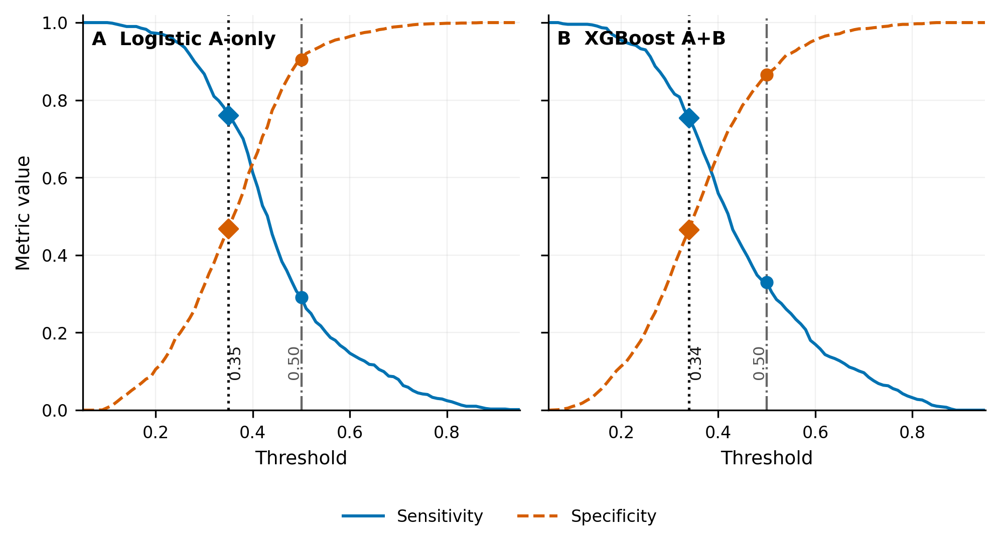 A Logistic A-only
B XGBoost A+B
Metric value
1.0
0.8
0.6
0.4
0.2
0.0
0.35
0.50
0.34
0.50
0.2 0.4 0.6 0.8
0.2 0.4 0.6 0.8
Threshold
Threshold
Sensitivity
Specificity